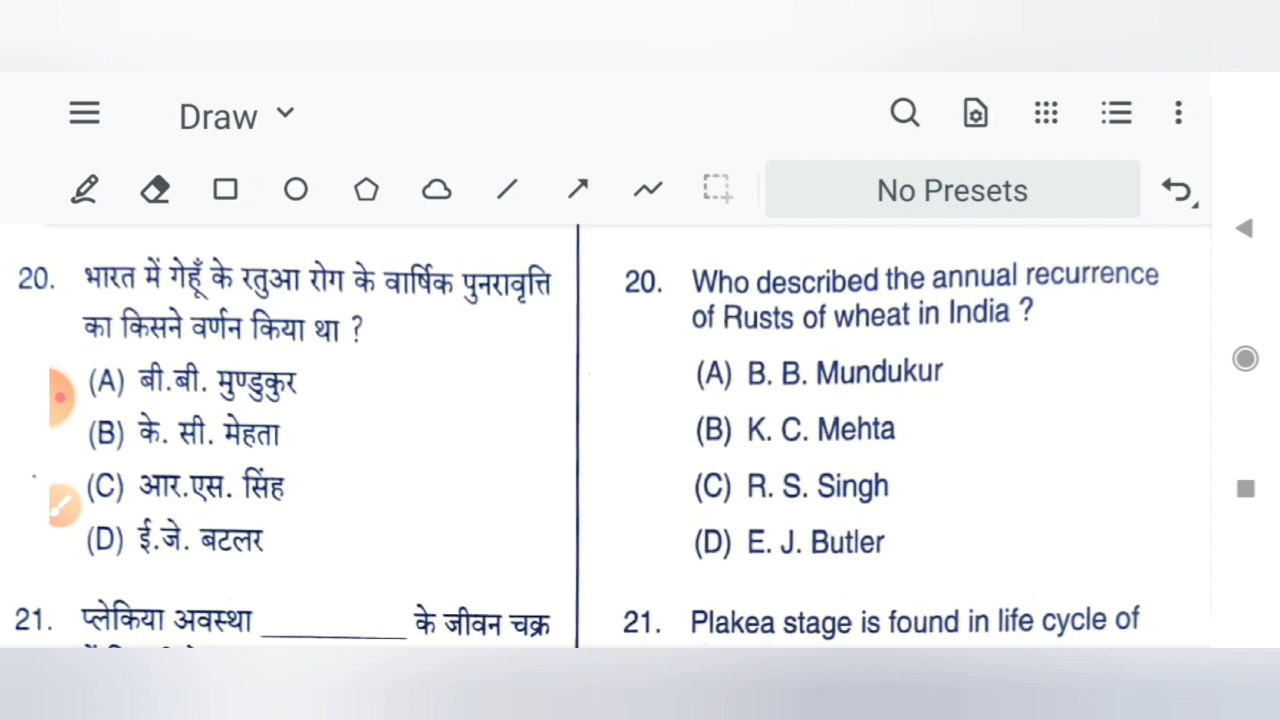 Draw
No Presets
20. भारत में गेहूँ के रतुआ रोग के वार्षिक पुनरावृत्ति
का किसने वर्णन किया था ?
(A) बी.बी. मुण्डुकुर
(B) के. सी. मेहता
(C) आर.एस. सिंह
(D) ई.जे. बटलर
21. प्लेकिया अवस्था _________ के जीवन चक्र
20. Who described the annual recurrence
of Rusts of wheat in India ?
(A) B. B. Mundukur
(B) K. C. Mehta
(C) R. S. Singh
(D) E. J. Butler
21. Plakea stage is found in life cycle of